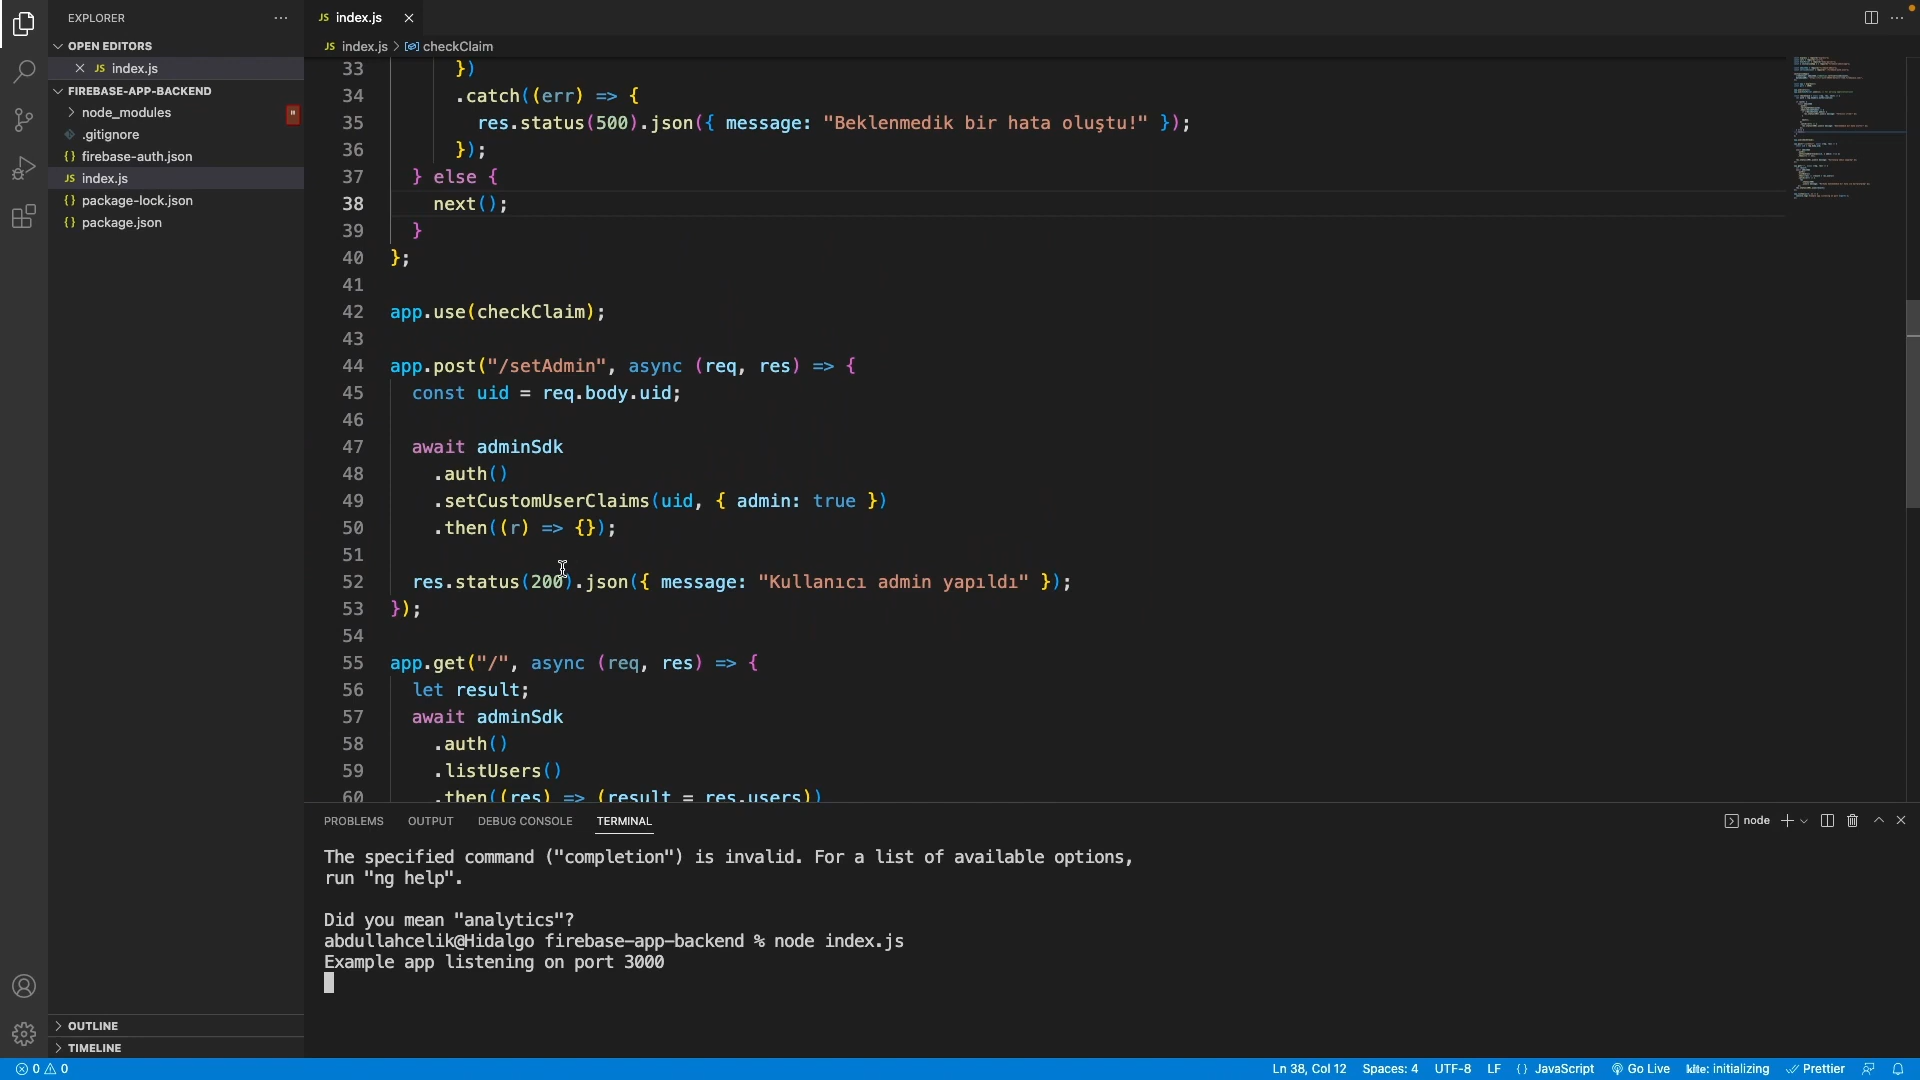 EXPLORER
OPEN EDITORS
JS index.js
FIREBASE-APP-BACKEND
node_modules
.gitignore
{} firebase-auth.json
JS index.js
{} package-lock.json
{} package.json
OUTLINE
TIMELINE
JS index.js
JS index.js > checkClaim
33 })
34 .catch((err) => {
35 res.status(500).json({ message: "Beklenmedik bir hata oluştu!" });
36 });
37 } else {
38 next();
39 }
40 };
41
42 app.use(checkClaim);
43
44 app.post("/setAdmin", async (req, res) => {
45 const uid = req.body.uid;
46
47 await adminSdk
48 .auth()
49 .setCustomUserClaims(uid, { admin: true })
50 .then((r) => {});
51
52 res.status(200).json({ message: "Kullanıcı admin yapıldı" });
53 });
54
55 app.get("/", async (req, res) => {
56 let result;
57 await adminSdk
58 .auth()
59 .listUsers()
60 .then((res) => (result = res.users))
PROBLEMS OUTPUT DEBUG CONSOLE TERMINAL
node
The specified command ("completion") is invalid. For a list of available options,
run "ng help".
Did you mean "analytics"?
abdullahcelik@Hidalgo firebase-app-backend % node index.js
Example app listening on port 3000
0 0
Ln 38, Col 12 Spaces: 4 UTF-8 LF {} JavaScript Go Live kite: initializing Prettier